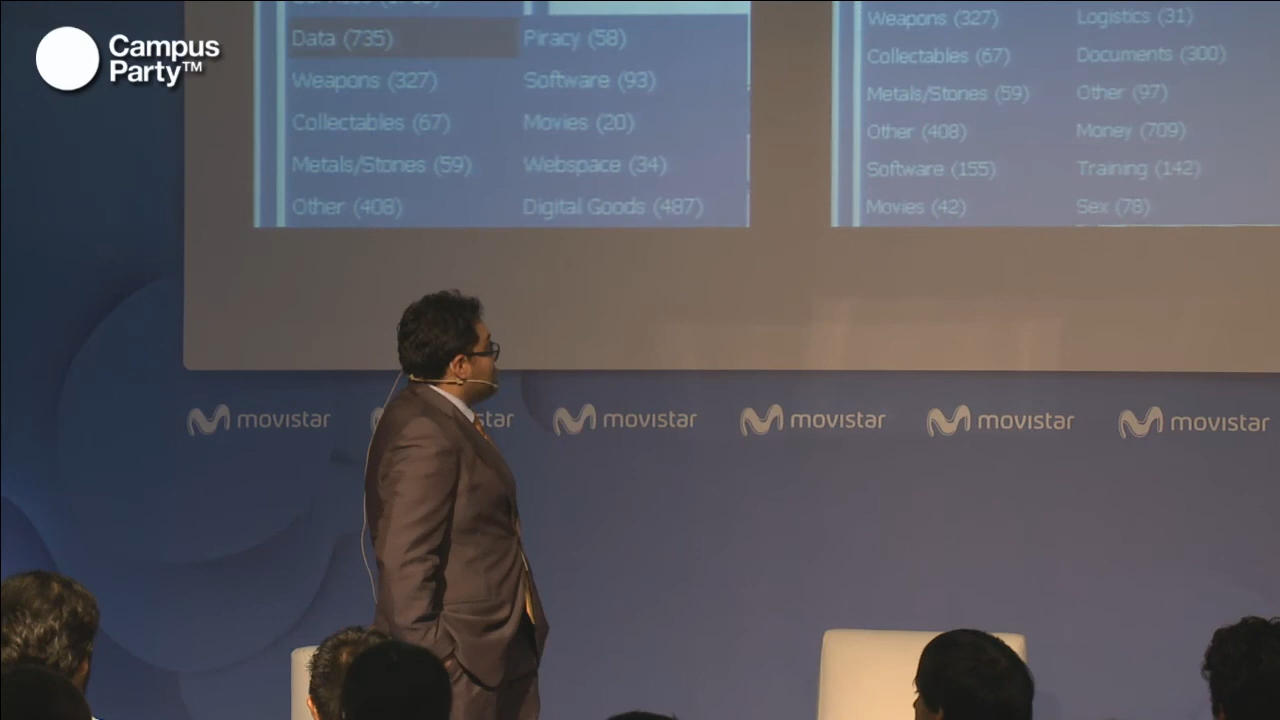 Campus
Party™
Data (735)
Piracy (58)
Weapons (327)
Software (93)
Collectables (67)
Movies (20)
Metals/Stones (59)
Webspace (34)
Other (408)
Digital Goods (487)
Weapons (327)
Logistics (31)
Collectables (67)
Documents (300)
Metals/Stones (59)
Other (97)
Other (408)
Money (709)
Software (155)
Training (142)
Movies (42)
Sex (78)
movistar
movistar
movistar
movistar
movistar